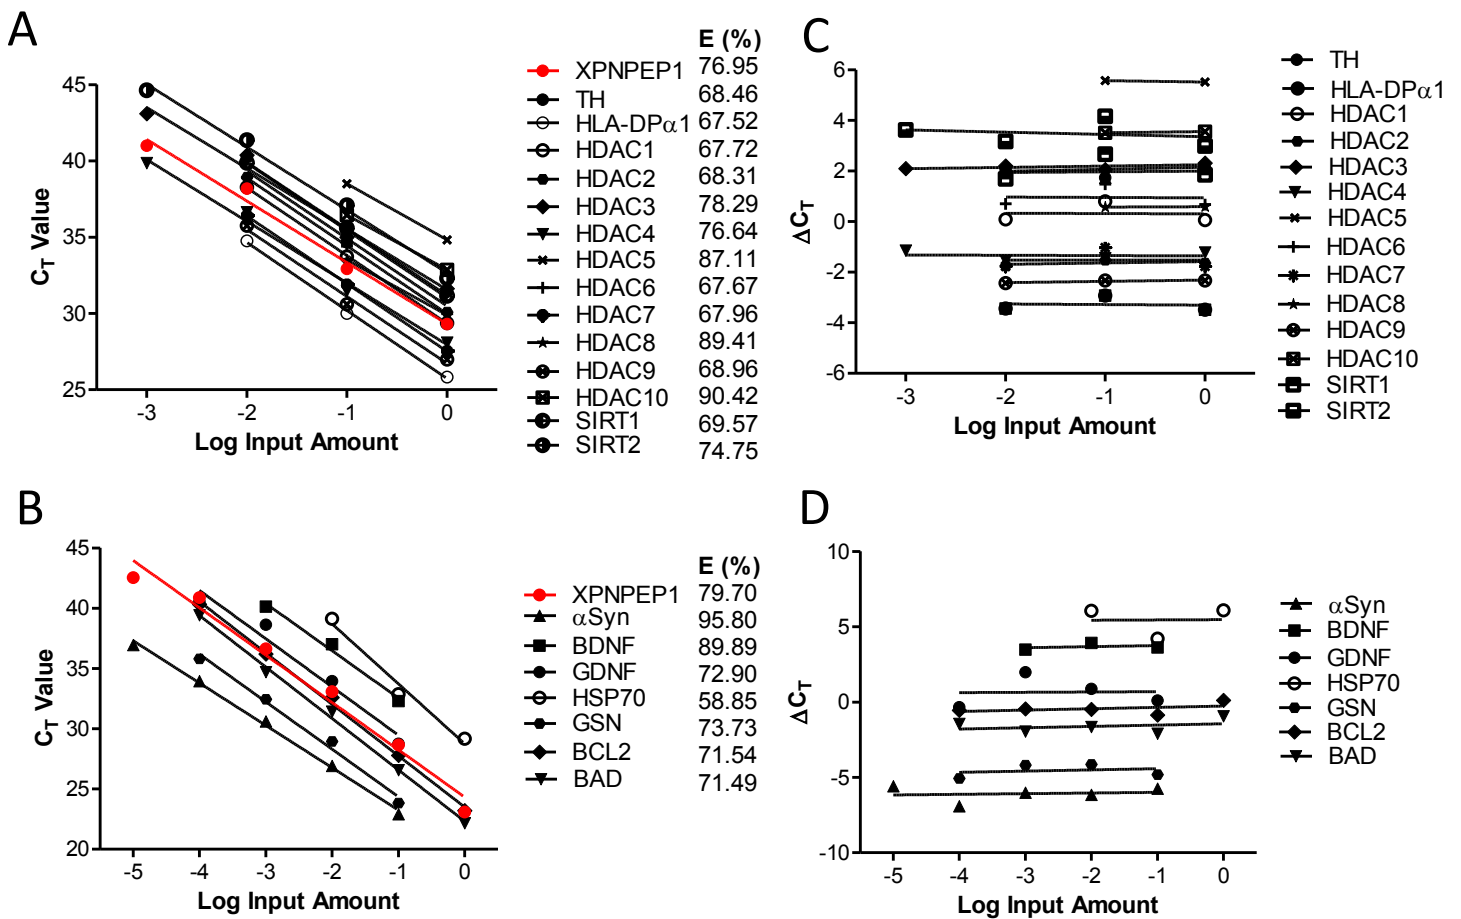 A
E (%)
XPNPEP1 76.95
TH 68.46
HLA-DPα1 67.52
HDAC1 67.72
HDAC2 68.31
HDAC3 78.29
HDAC4 76.64
HDAC5 87.11
HDAC6 67.67
HDAC7 67.96
HDAC8 89.41
HDAC9 68.96
HDAC10 90.42
SIRT1 69.57
SIRT2 74.75
45
40
35
30
25
CT Value
-3 -2 -1 0
Log Input Amount
C
6
4
2
0
-2
-4
-6
ΔCT
-3 -2 -1 0
Log Input Amount
TH
HLA-DPα1
HDAC1
HDAC2
HDAC3
HDAC4
HDAC5
HDAC6
HDAC7
HDAC8
HDAC9
HDAC10
SIRT1
SIRT2
B
45
40
35
30
25
20
CT Value
-5 -4 -3 -2 -1 0
Log Input Amount
E (%)
XPNPEP1 79.70
αSyn 95.80
BDNF 89.89
GDNF 72.90
HSP70 58.85
GSN 73.73
BCL2 71.54
BAD 71.49
D
10
5
0
-5
-10
ΔCT
-5 -4 -3 -2 -1 0
Log Input Amount
αSyn
BDNF
GDNF
HSP70
GSN
BCL2
BAD